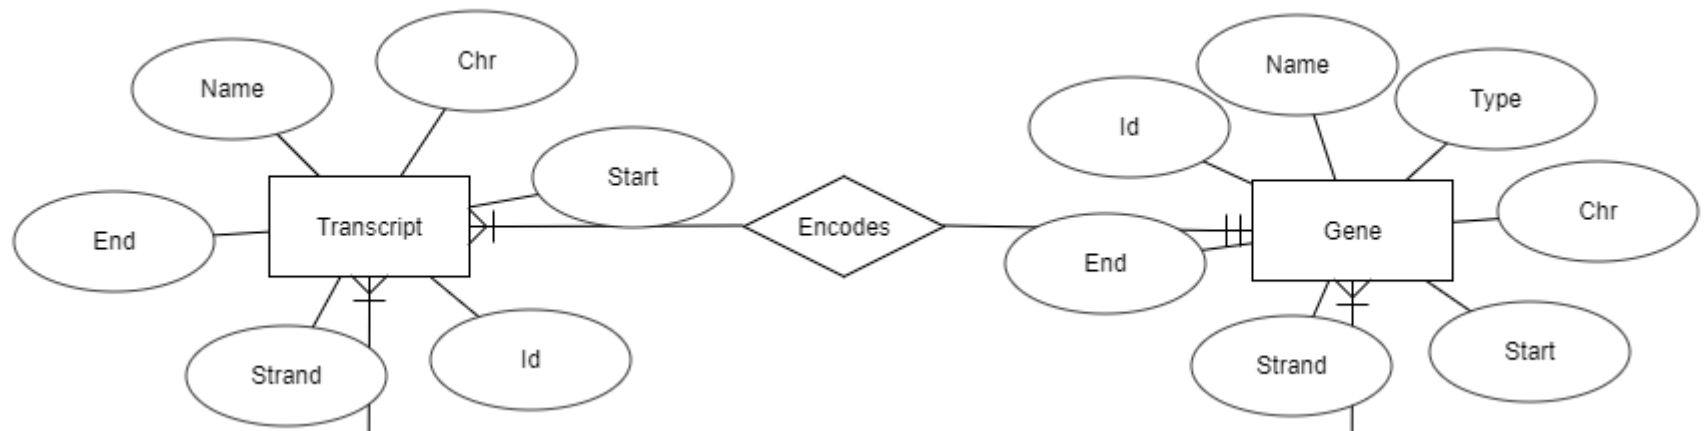 Name
Chr
Start
Transcript
End
Strand
Id
Encodes
Id
Name
Type
Chr
Gene
End
Strand
Start